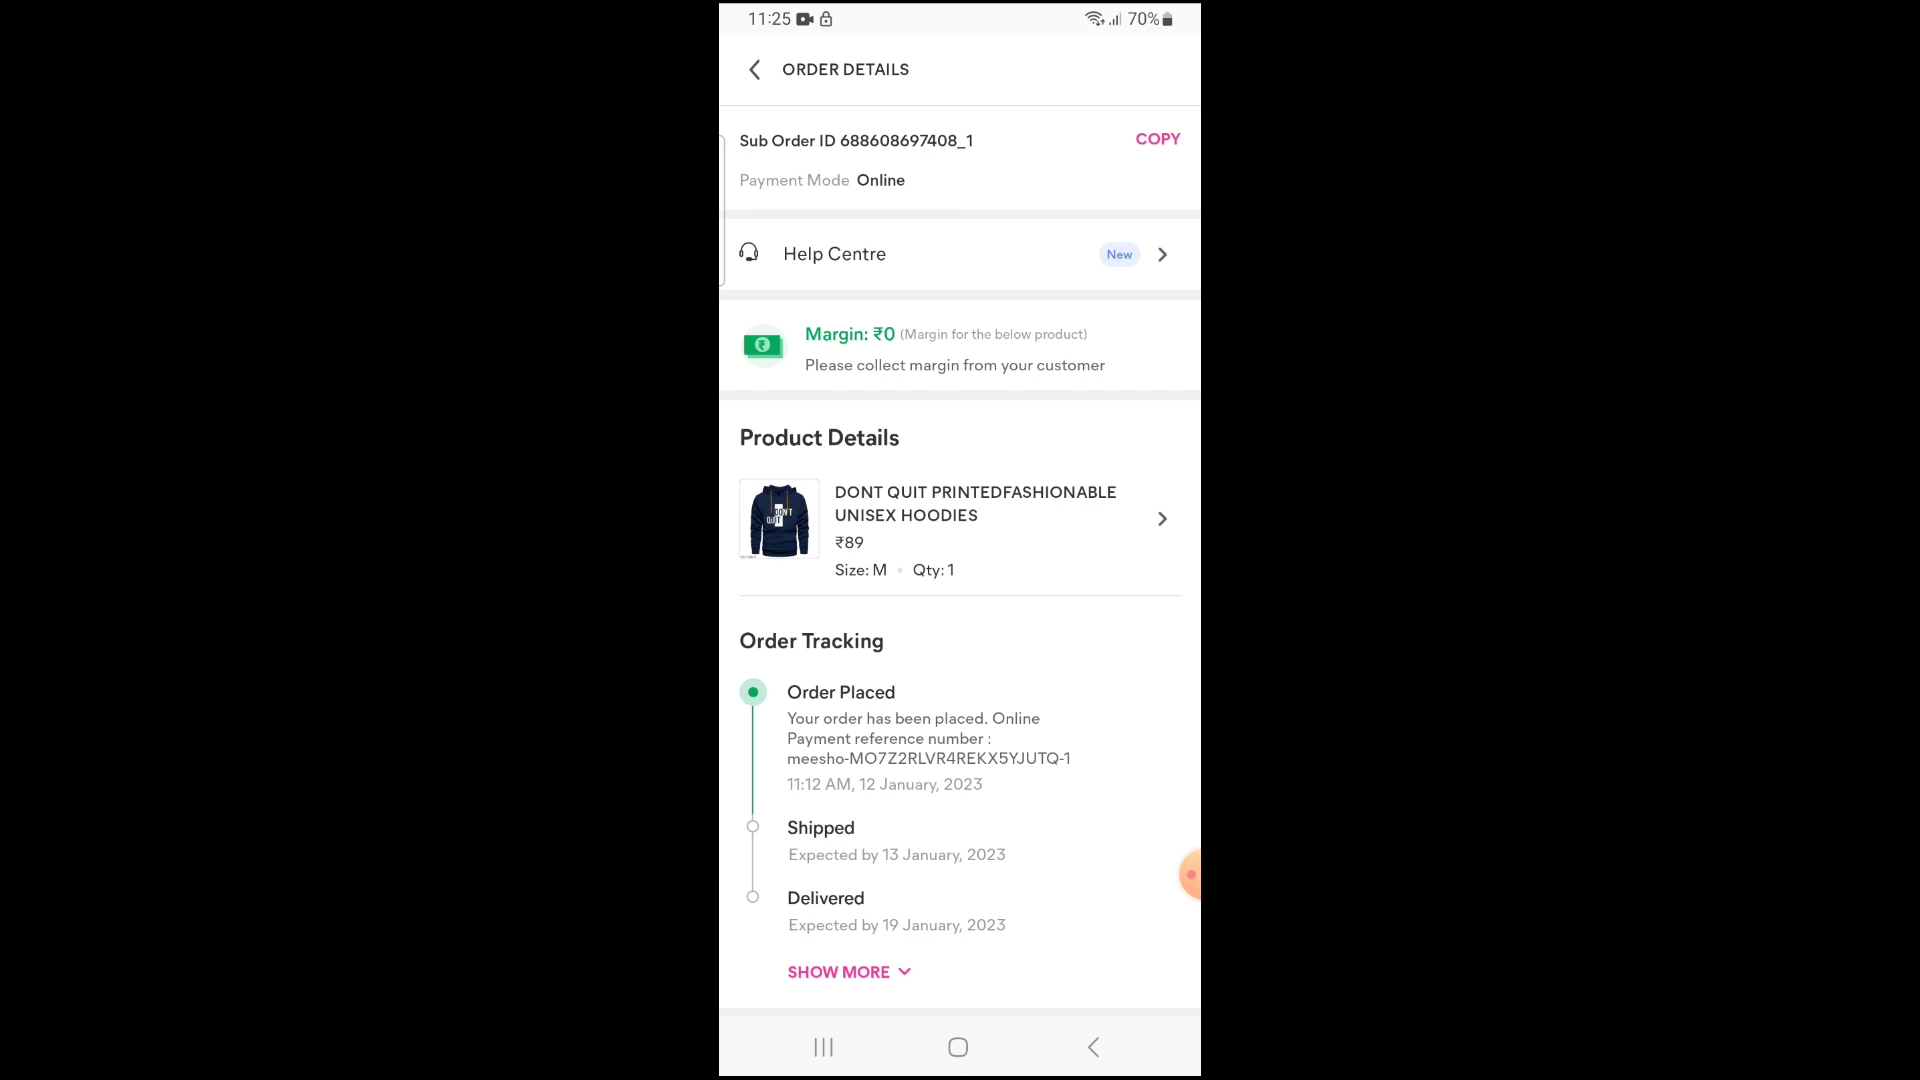 11:25 70%
ORDER DETAILS
Sub Order ID 688608697408_1 COPY
Payment Mode Online
Help Centre New
Margin: ₹0 (Margin for the below product)
Please collect margin from your customer
Product Details
DONT QUIT PRINTEDFASHIONABLE
UNISEX HOODIES
₹89
Size: M • Qty: 1
DON'T
QUIT
Order Tracking
Order Placed
Your order has been placed. Online
Payment reference number :
meesho-MO7Z2RLVR4REKX5YJUTQ-1
11:12 AM, 12 January, 2023
Shipped
Expected by 13 January, 2023
Delivered
Expected by 19 January, 2023
SHOW MORE